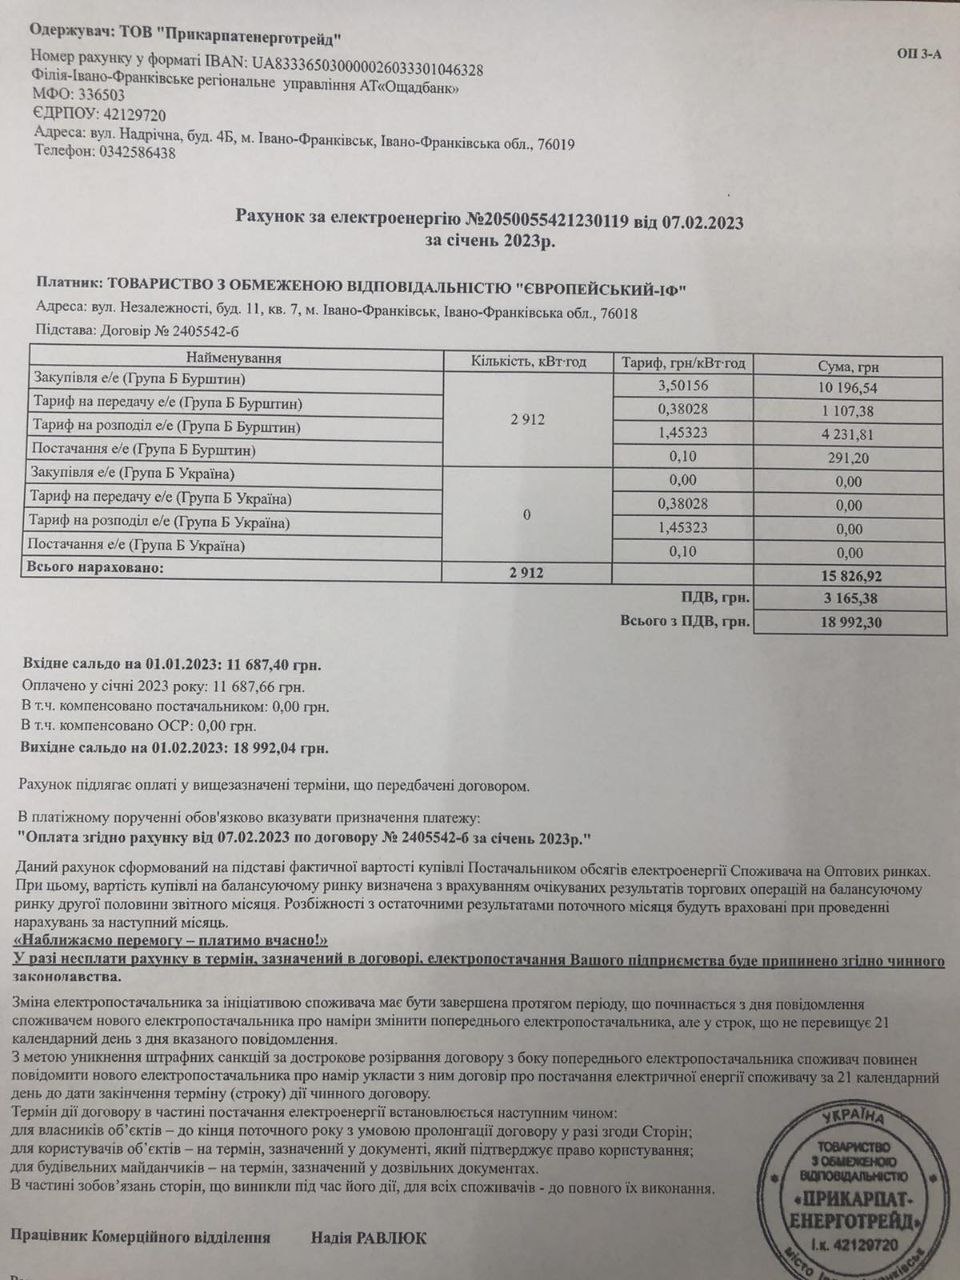 Одержувач: ТОВ "Прикарпатенерготрейд"
ОП 3-А
Номер рахунку у форматі IBAN: UA833365030000026033301046328
Філія-Івано-Франківське регіональне управління АТ«Ощадбанк»
МФО: 336503
ЄДРПОУ: 42129720
Адреса: вул. Надрічна, буд. 4Б, м. Івано-Франківськ, Івано-Франківська обл., 76019
Телефон: 0342586438
Рахунок за електроенергію №2050055421230119 від 07.02.2023
за січень 2023р.
Платник: ТОВАРИСТВО З ОБМЕЖЕНОЮ ВІДПОВІДАЛЬНІСТЮ "ЄВРОПЕЙСЬКИЙ-ІФ"
Адреса: вул. Незалежності, буд. 11, кв. 7, м. Івано-Франківськ, Івано-Франківська обл., 76018
Підстава: Договір № 2405542-б
Найменування Кількість, кВт·год Тариф, грн/кВт·год Сума, грн
Закупівля е/е (Група Б Бурштин) 3,50156 10 196,54
Тариф на передачу е/е (Група Б Бурштин) 0,38028 1 107,38
2 912
Тариф на розподіл е/е (Група Б Бурштин) 1,45323 4 231,81
Постачання е/е (Група Б Бурштин) 0,10 291,20
Закупівля е/е (Група Б Україна) 0,00 0,00
Тариф на передачу е/е (Група Б Україна) 0,38028 0,00
0
Тариф на розподіл е/е (Група Б Україна) 1,45323 0,00
Постачання е/е (Група Б Україна) 0,10 0,00
Всього нараховано: 2 912 15 826,92
ПДВ, грн. 3 165,38
Всього з ПДВ, грн. 18 992,30
Вхідне сальдо на 01.01.2023: 11 687,40 грн.
Оплачено у січні 2023 року: 11 687,66 грн.
В т.ч. компенсовано постачальником: 0,00 грн.
В т.ч. компенсовано ОСР: 0,00 грн.
Вихідне сальдо на 01.02.2023: 18 992,04 грн.
Рахунок підлягає оплаті у вищезазначені терміни, що передбачені договором.
В платіжному порученні обов'язково вказувати призначення платежу:
"Оплата згідно рахунку від 07.02.2023 по договору № 2405542-б за січень 2023р."
Даний рахунок сформований на підставі фактичної вартості купівлі Постачальником обсягів електроенергії Споживача на Оптових ринках.
При цьому, вартість купівлі на балансуючому ринку визначена з врахуванням очікуваних результатів торгових операцій на балансуючому
ринку другої половини звітного місяця. Розбіжності з остаточними результатами поточного місяця будуть враховані при проведенні
нарахувань за наступний місяць.
«Наближаємо перемогу – платимо вчасно!»
У разі несплати рахунку в термін, зазначений в договорі, електропостачання Вашого підприємства буде припинено згідно чинного
законодавства.
Зміна електропостачальника за ініціативою споживача має бути завершена протягом періоду, що починається з дня повідомлення
споживачем нового електропостачальника про наміри змінити попереднього електропостачальника, але у строк, що не перевищує 21
календарний день з дня вказаного повідомлення.
З метою уникнення штрафних санкцій за дострокове розірвання договору з боку попереднього електропостачальника споживач повинен
повідомити нового електропостачальника про намір укласти з ним договір про постачання електричної енергії споживачу за 21 календарний
день до дати закінчення терміну (строку) дії чинного договору.
Термін дії договору в частині постачання електроенергії встановлюється наступним чином:
для власників об’єктів – до кінця поточного року з умовою пролонгації договору у разі згоди Сторін;
для користувачів об’єктів – на термін, зазначений у документі, який підтверджує право користування;
для будівельних майданчиків – на термін, зазначений у дозвільних документах.
В частині зобов’язань сторін, що виникли під час його дії, для всіх споживачів - до повного їх виконання.
Працівник Комерційного відділення Надія РАВЛЮК
УКРАЇНА
ТОВАРИСТВО
З ОБМЕЖЕНОЮ
ВІДПОВІДАЛЬНІСТЮ
«ПРИКАРПАТ-
ЕНЕРГОТРЕЙД»
І.к. 42129720